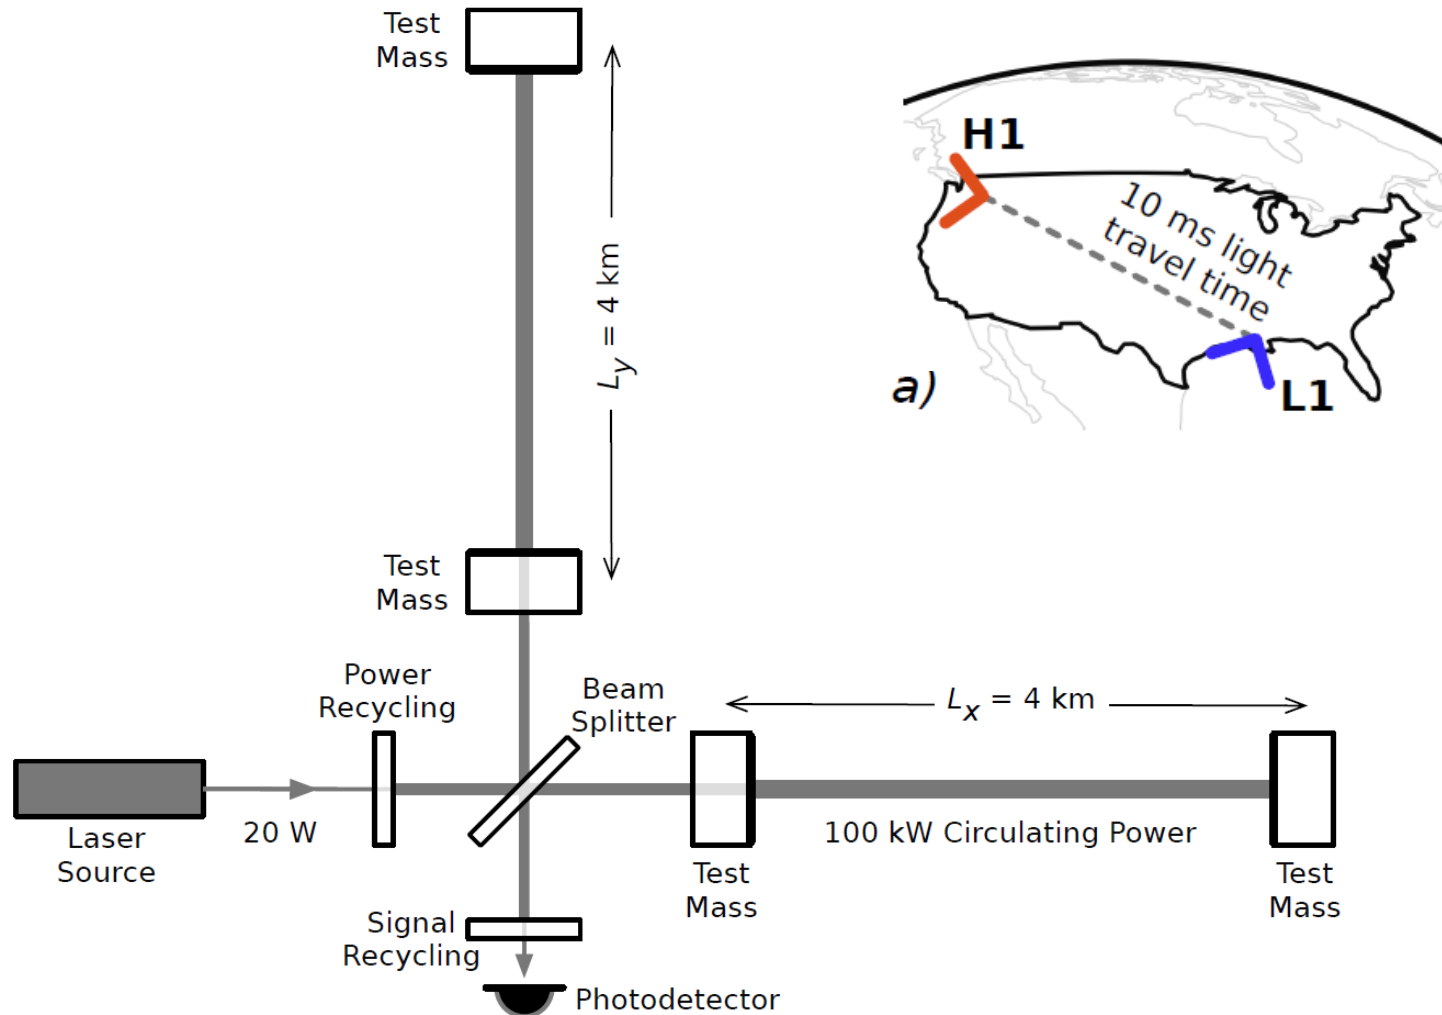 Test
Mass
H1
10 ms light
travel time
L1
a)
Ly = 4 km
Test
Mass
Power
Recycling
Beam
Splitter
Lx = 4 km
Laser
Source
20 W
100 kW Circulating Power
Test
Mass
Test
Mass
Signal
Recycling
Photodetector